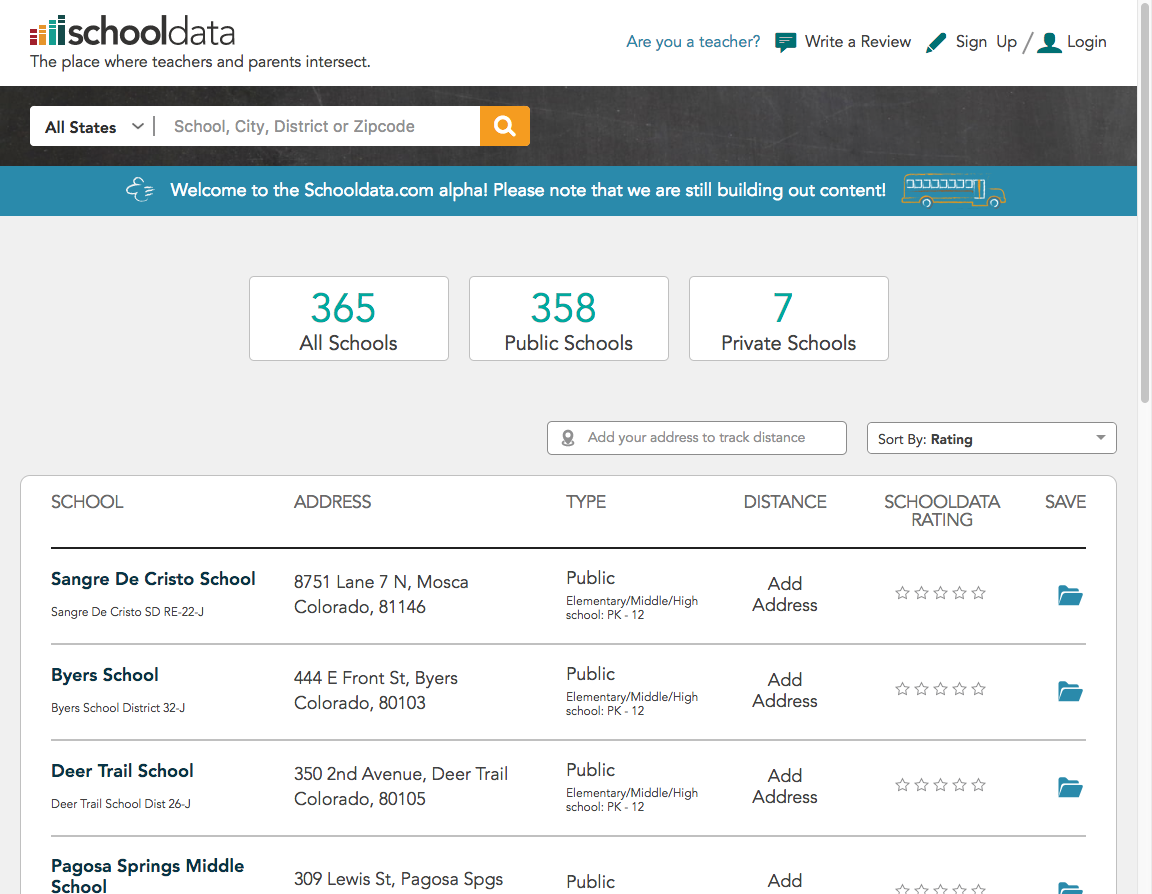 schooldata
The place where teachers and parents intersect.
Are you a teacher? Write a Review Sign Up / Login
All States School, City, District or Zipcode
Welcome to the Schooldata.com alpha! Please note that we are still building out content!
365 358 7
All Schools Public Schools Private Schools
Add your address to track distance Sort By: Rating
SCHOOL ADDRESS TYPE DISTANCE SCHOOLDATA SAVE
RATING
Sangre De Cristo School 8751 Lane 7 N, Mosca Public Add
Sangre De Cristo SD RE-22-J Colorado, 81146 Elementary/Middle/High Address
school: PK - 12
Byers School 444 E Front St, Byers Public Add
Byers School District 32-J Colorado, 80103 Elementary/Middle/High Address
school: PK - 12
Deer Trail School 350 2nd Avenue, Deer Trail Public Add
Deer Trail School Dist 26-J Colorado, 80105 Elementary/Middle/High Address
school: PK - 12
Pagosa Springs Middle 309 Lewis St, Pagosa Spgs Public Add
School